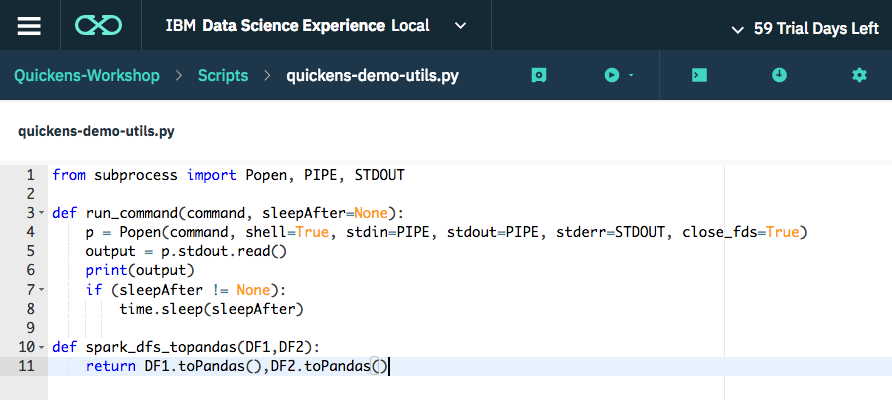 IBM Data Science Experience Local
59 Trial Days Left
Quickens-Workshop > Scripts > quickens-demo-utils.py
quickens-demo-utils.py
1 from subprocess import Popen, PIPE, STDOUT
2
3 def run_command(command, sleepAfter=None):
4     p = Popen(command, shell=True, stdin=PIPE, stdout=PIPE, stderr=STDOUT, close_fds=True)
5     output = p.stdout.read()
6     print(output)
7     if (sleepAfter != None):
8         time.sleep(sleepAfter)
9
10 def spark_dfs_topandas(DF1,DF2):
11     return DF1.toPandas(),DF2.toPandas()